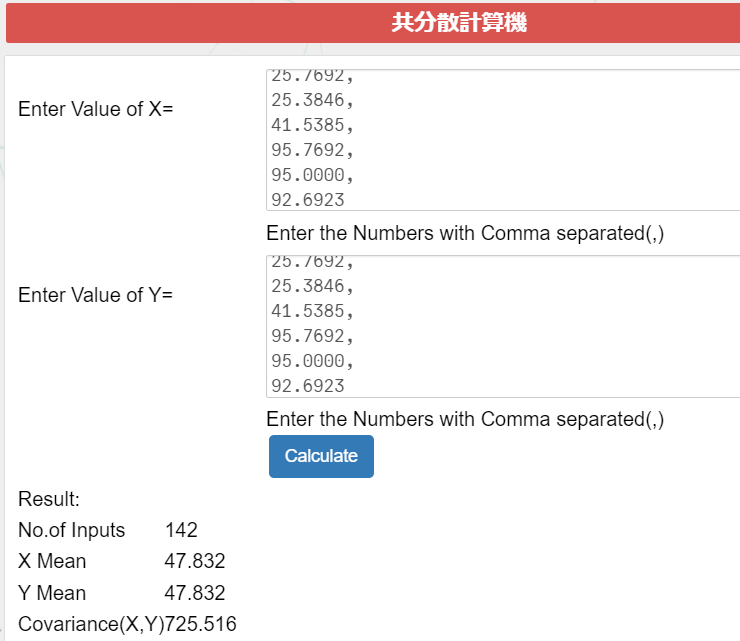 共分散計算機
25.7692,
Enter Value of X=
25.3846,
41.5385,
95.7692,
95.0000,
92.6923
Enter the Numbers with Comma separated(,)
25.7692,
Enter Value of Y=
25.3846,
41.5385,
95.7692,
95.0000,
92.6923
Enter the Numbers with Comma separated(,)
Calculate
Result:
No.of Inputs 142
X Mean 47.832
Y Mean 47.832
Covariance(X,Y)725.516